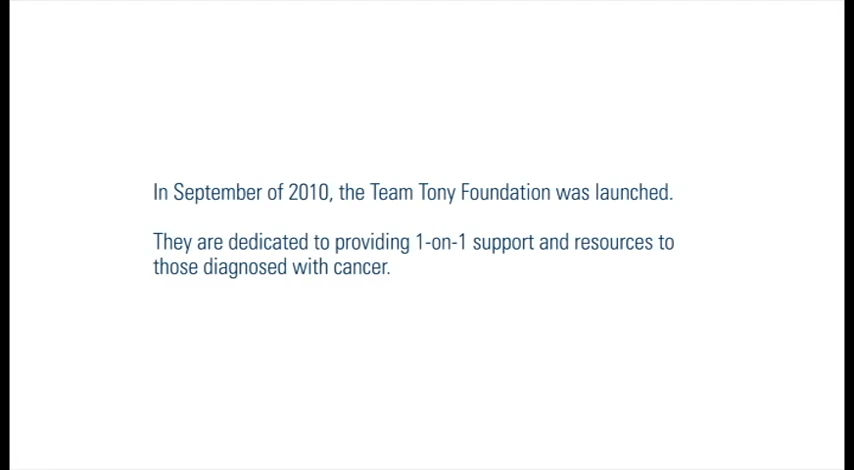 In September of 2010, the Team Tony Foundation was launched.
They are dedicated to providing 1-on-1 support and resources to
those diagnosed with cancer.